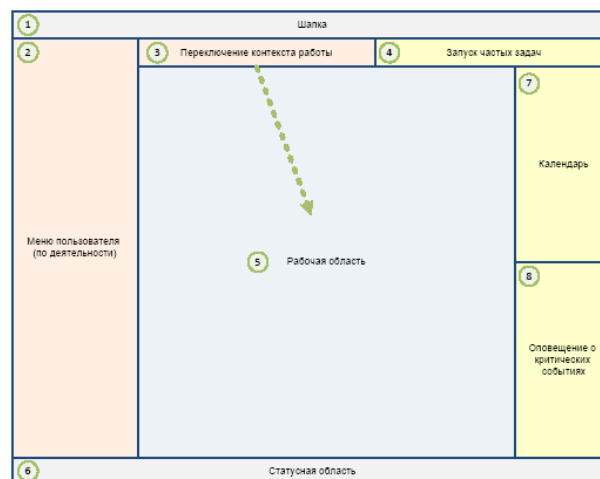 1 Шапка
2
3 Переключение контекста работы
4 Запуск частых задач
7
Календарь
Меню пользователя
(по деятельности)
5 Рабочая область
8
Оповещение о
критических
событиях
6 Статусная область